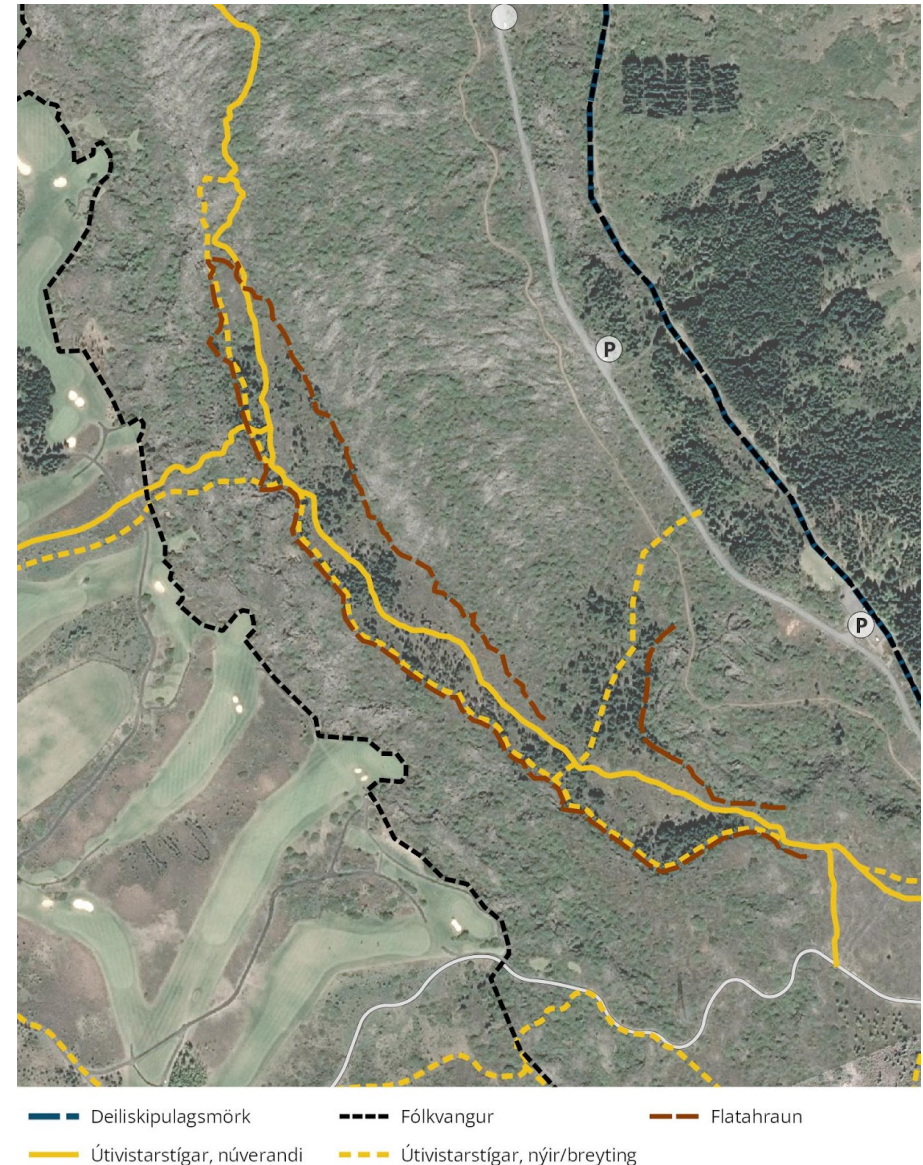 P
P
Deiliskipulagsmörk
Fólkvangur
Flatahraun
Útivistarstígar, núverandi
Útivistarstígar, nýir/breyting